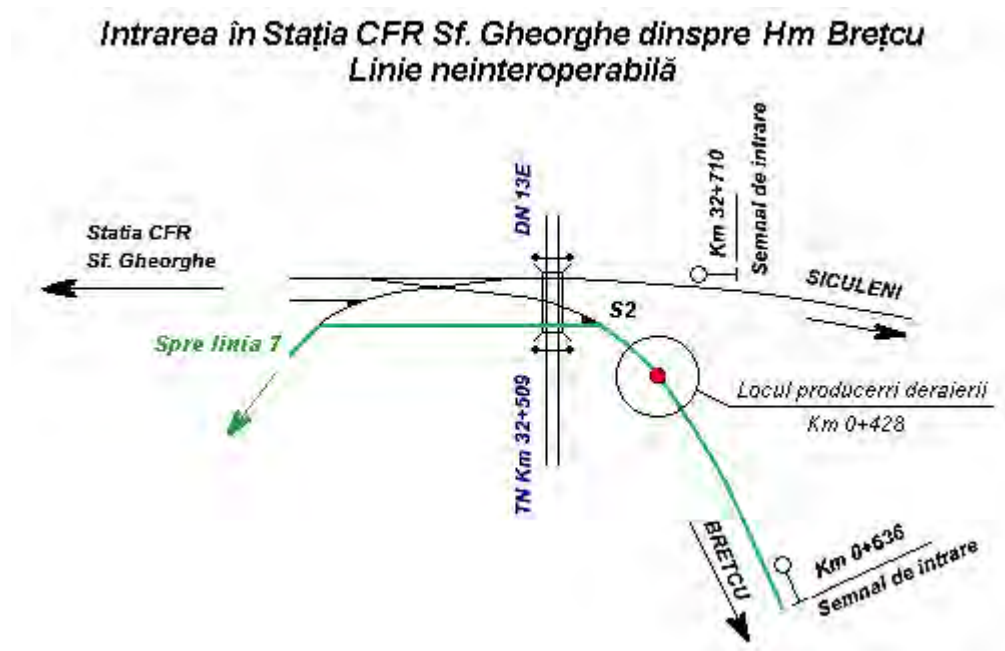 Intrarea în Stația CFR Sf. Gheorghe dinspre Hm Brețcu
Linie neinteroperabilă
DN 13E
Km 32+710
Semnal de intrare
Statia CFR
Sf. Gheorghe
SICULENI
S2
Spre linia 7
Locul producerri deraierii
Km 0+428
TN Km 32+509
BREȚCU
Km 0+636
Semnal de intrare